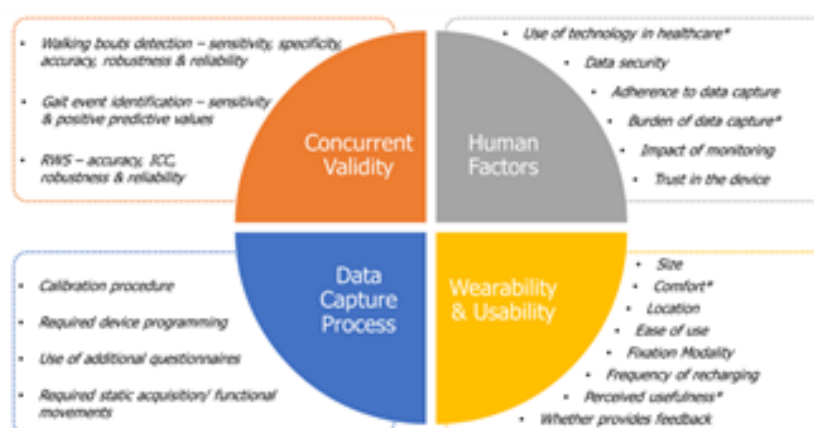 • Walking bouts detection – sensitivity, specificity,
accuracy, robustness & reliability
• Gait event identification – sensitivity
& positive predictive values
• RWS – accuracy, ICC,
robustness & reliability
Concurrent
Validity
Human
Factors
• Use of technology in healthcare*
• Data security
• Adherence to data capture
• Burden of data capture*
• Impact of monitoring
• Trust in the device
• Calibration procedure
• Required device programming
• Use of additional questionnaires
• Required static acquisition/ functional
movements
Data
Capture
Process
Wearability
& Usability
• Size
• Comfort*
• Location
• Ease of use
• Fixation Modality
• Frequency of recharging
• Perceived usefulness*
• Whether provides feedback